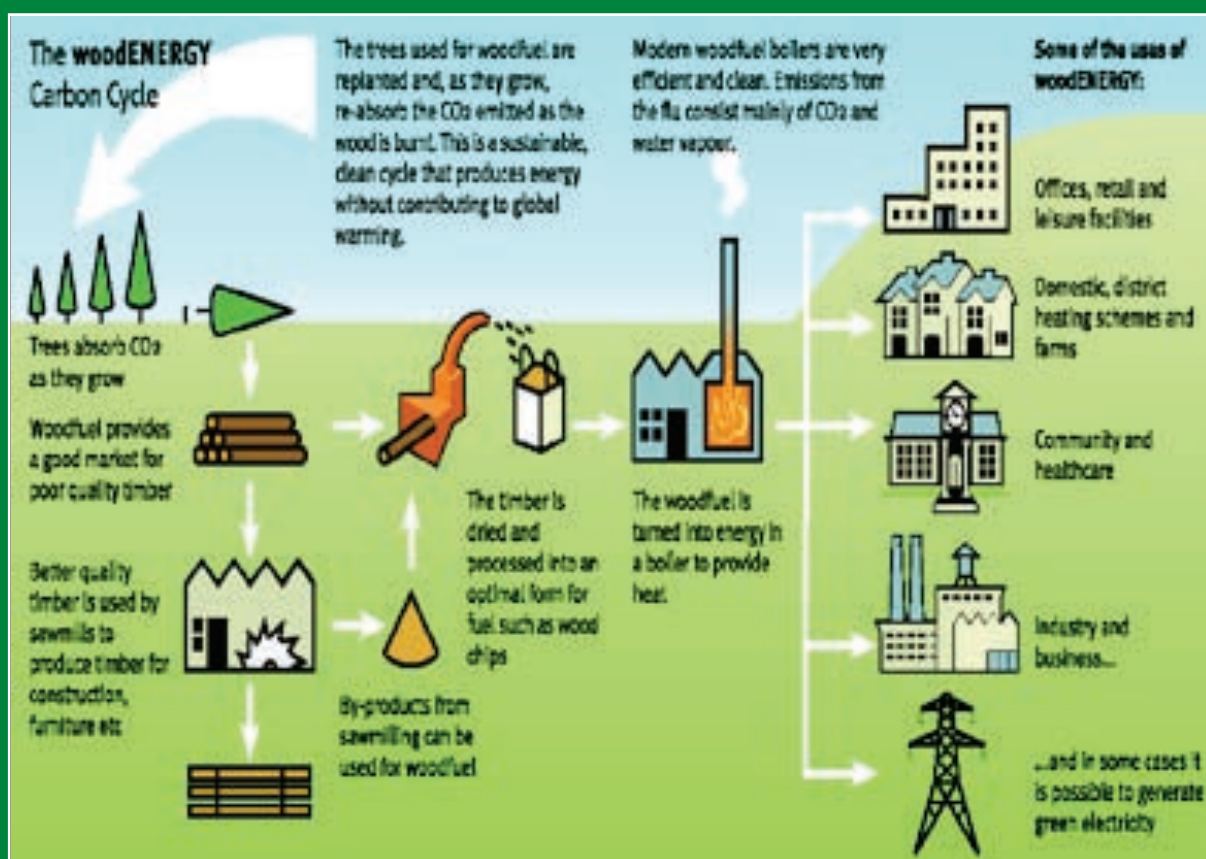 The woodENERGY
Carbon Cycle
The trees used for woodfuel are
replanted and, as they grow,
re-absorb the CO2 emitted as the
wood is burnt. This is a sustainable,
clean cycle that produces energy
without contributing to global
warming.
Modern woodfuel boilers are very
efficient and clean. Emissions from
the flu consist mainly of CO2 and
water vapour.
Some of the uses of
woodENERGY:
Trees absorb CO2
as they grow
Woodfuel provides
a good market for
poor quality timber
Better quality
timber is used by
sawmills to
produce timber for
construction,
furniture etc
By-products from
sawmilling can be
used for woodfuel
The timber is
dried and
processed into an
optimal form for
fuel such as wood
chips
The woodfuel is
turned into energy in
a boiler to provide
heat.
Offices, retail and
leisure facilities
Domestic, district
heating schemes and
farms
Community and
healthcare
Industry and
business...
...and in some cases it
is possible to generate
green electricity